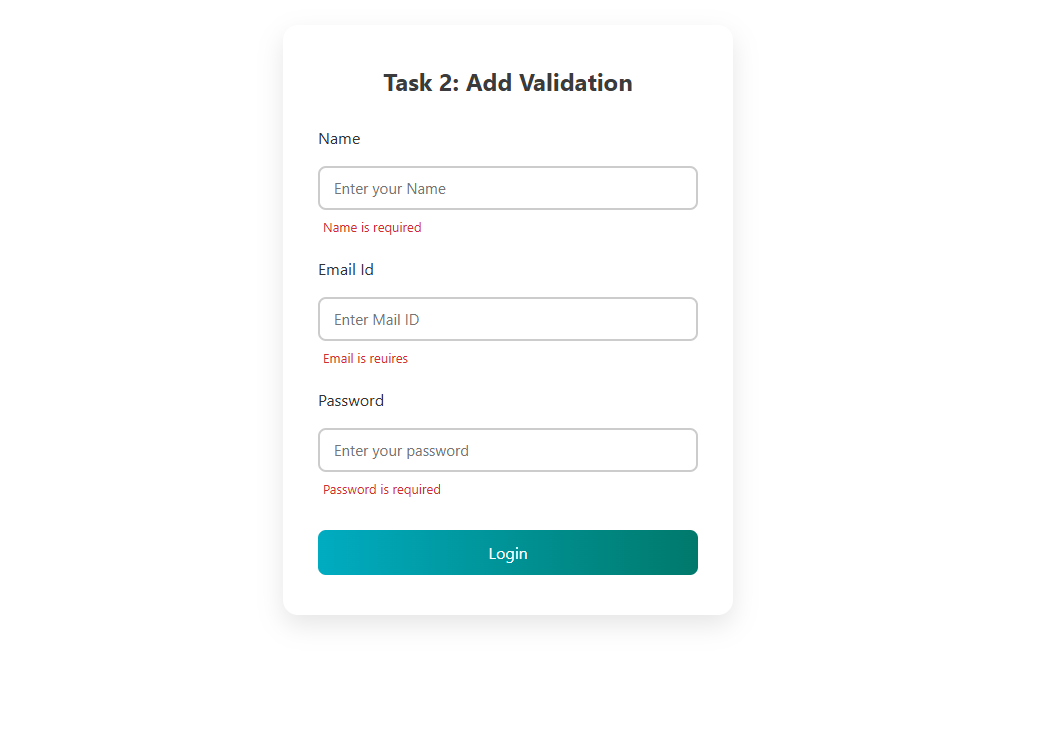 Task 2: Add Validation
Name
Enter your Name
Name is required
Email Id
Enter Mail ID
Email is reuires
Password
Enter your password
Password is required
Login